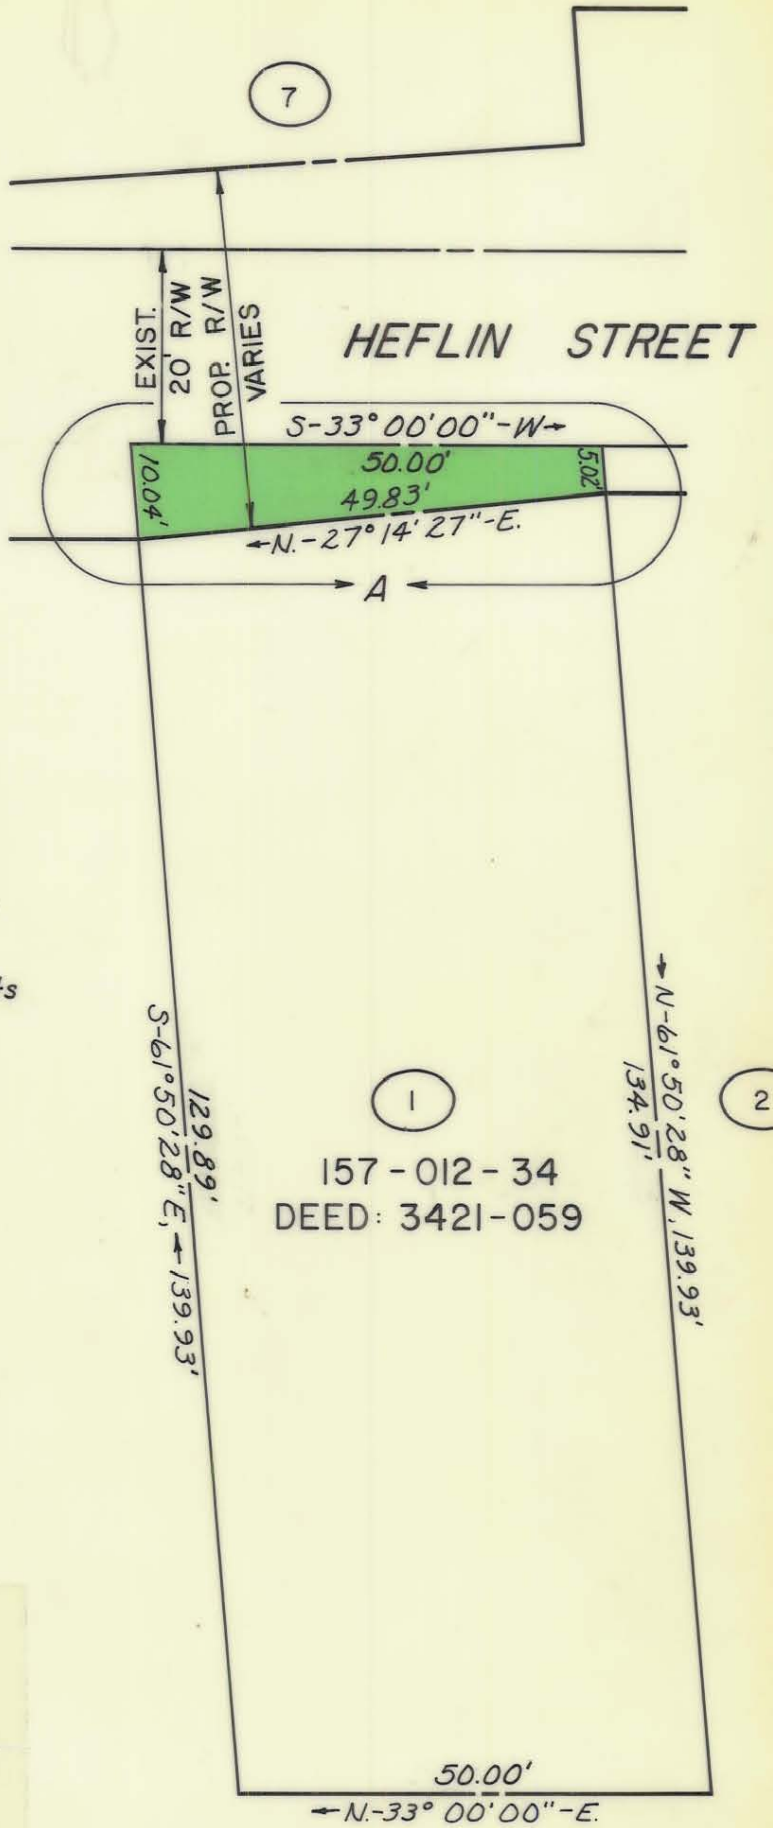 7
EXIST.
20' R/W
PROP. R/W
VARIES
HEFLIN STREET
S-33°00'00"-W
50.00'
10.04'
5.02'
49.83'
N.-27°14'27"-E.
A
S-61°50'28"E, 139.93'
129.89'
1
157-012-34
DEED: 3421-059
N-61°50'28" W, 139.93'
134.91'
2
50.00'
N.-33°00'00"-E.